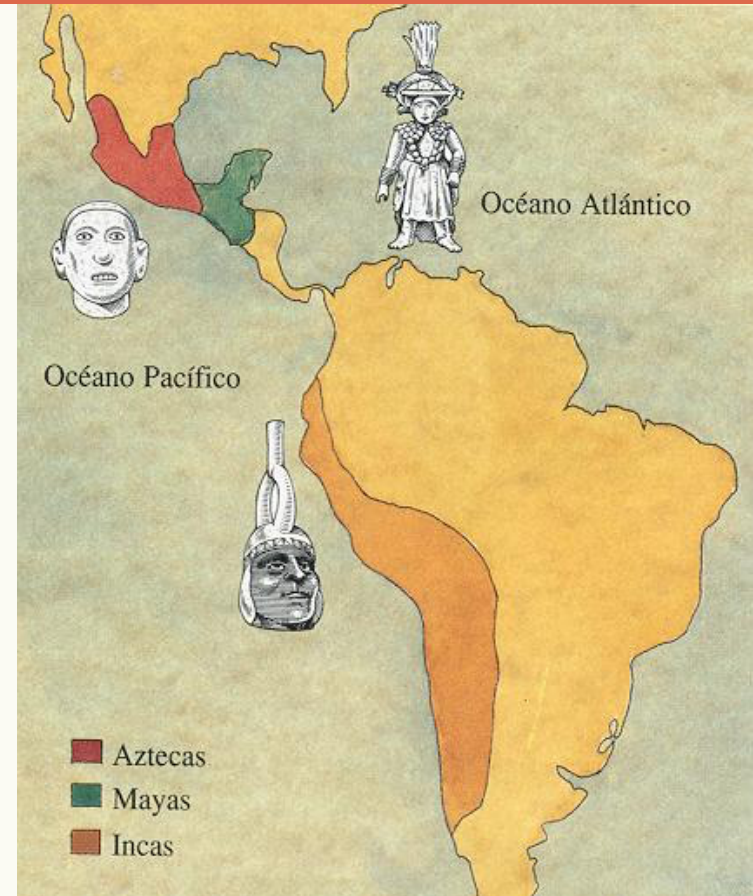 Océano Atlántico
Océano Pacífico
Aztecas
Mayas
Incas